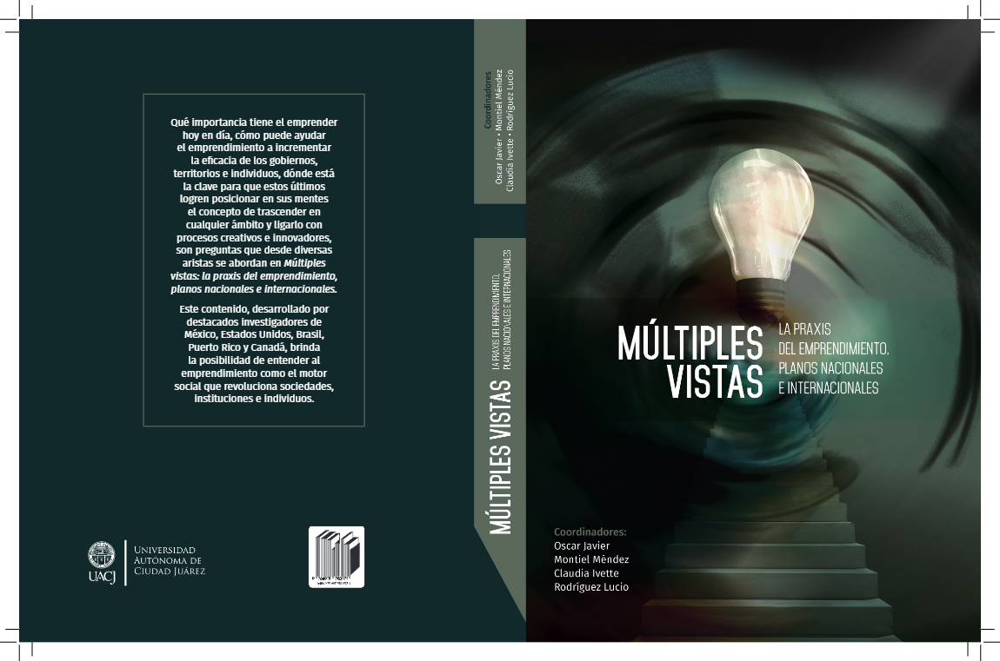 Qué importancia tiene el emprender
hoy en día, cómo puede ayudar
el emprendimiento a incrementar
la eficacia de los gobiernos,
territorios e individuos, dónde está
la clave para que estos últimos
logren posicionar en sus mentes
el concepto de trascender en
cualquier ámbito y ligarlo con
procesos creativos e innovadores,
son preguntas que desde diversas
aristas se abordan en Múltiples
vistas: la praxis del emprendimiento,
planos nacionales e internacionales.
Este contenido, desarrollado por
destacados investigadores de
México, Estados Unidos, Brasil,
Puerto Rico y Canadá, brinda
la posibilidad de entender al
emprendimiento como el motor
social que revoluciona sociedades,
instituciones e individuos.
UACJ
UNIVERSIDAD
AUTÓNOMA DE
CIUDAD JUÁREZ
Coordinadores
Oscar Javier • Montiel Méndez
Claudia Ivette • Rodríguez Lucio
MÚLTIPLES VISTAS
LA PRAXIS DEL EMPRENDIMIENTO.
PLANOS NACIONALES E INTERNACIONALES
MÚLTIPLES
VISTAS
LA PRAXIS
DEL EMPRENDIMIENTO.
PLANOS NACIONALES
E INTERNACIONALES
Coordinadores:
Oscar Javier
Montiel Méndez
Claudia Ivette
Rodríguez Lucio